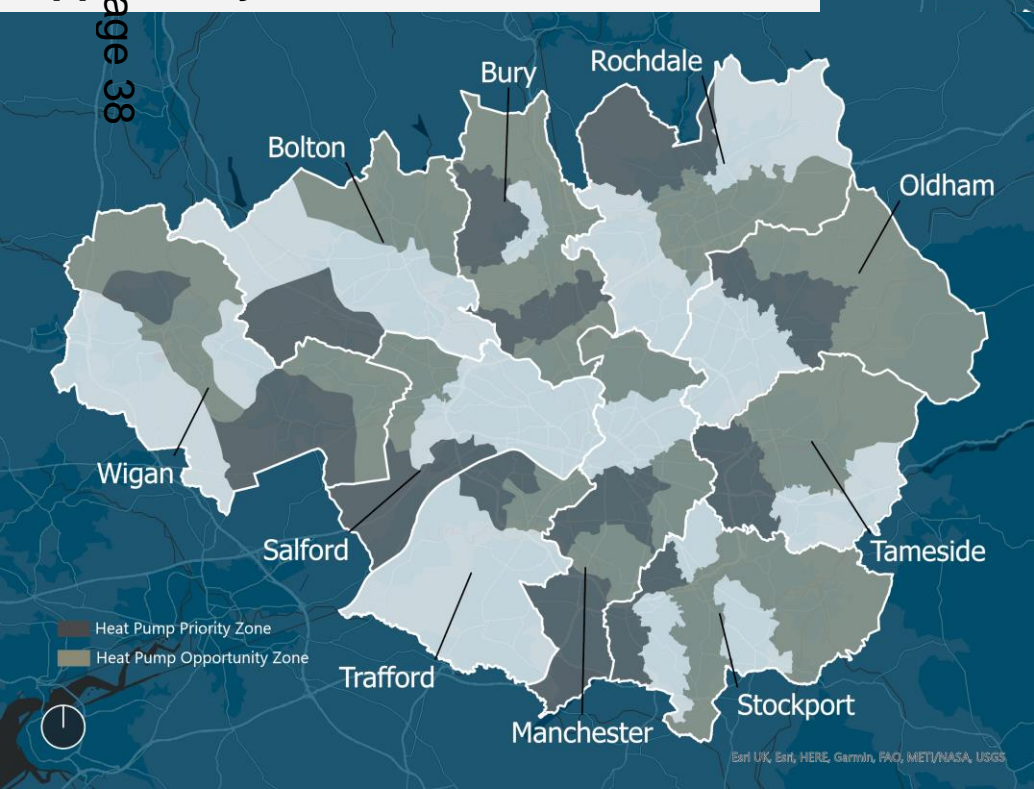 age 38
Bury
Rochdale
Bolton
Oldham
Wigan
Salford
Tameside
Heat Pump Priority Zone
Heat Pump Opportunity Zone
Trafford
Stockport
Manchester
Esri UK, Esri, HERE, Garmin, FAO, METI/NASA, USGS